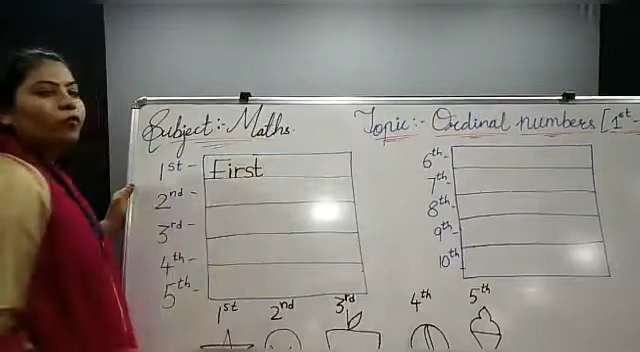 Subject:- Maths.
Topic:- Ordinal numbers [1st-
1st - First
2nd -
3rd -
4th -
5th -
6th -
7th -
8th -
9th -
10th
1st 2nd 3rd 4th 5th